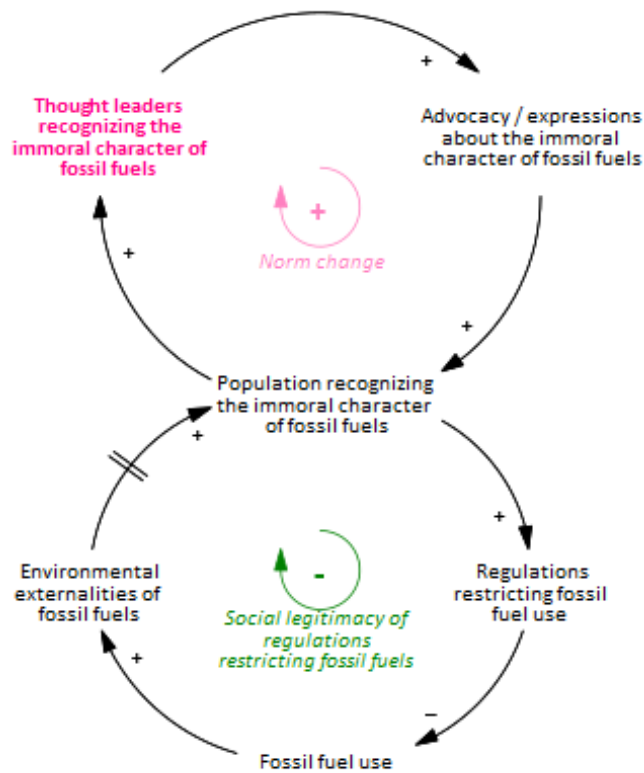 +
Thought leaders
recognizing the
immoral character of
fossil fuels
Advocacy / expressions
about the immoral
character of fossil fuels
+
Norm change
+
+
Population recognizing
the immoral character
of fossil fuels
+
+
Environmental
externalities of
fossil fuels
-
Social legitimacy of
regulations
restricting fossil fuels
Regulations
restricting fossil
fuel use
+
–
Fossil fuel use